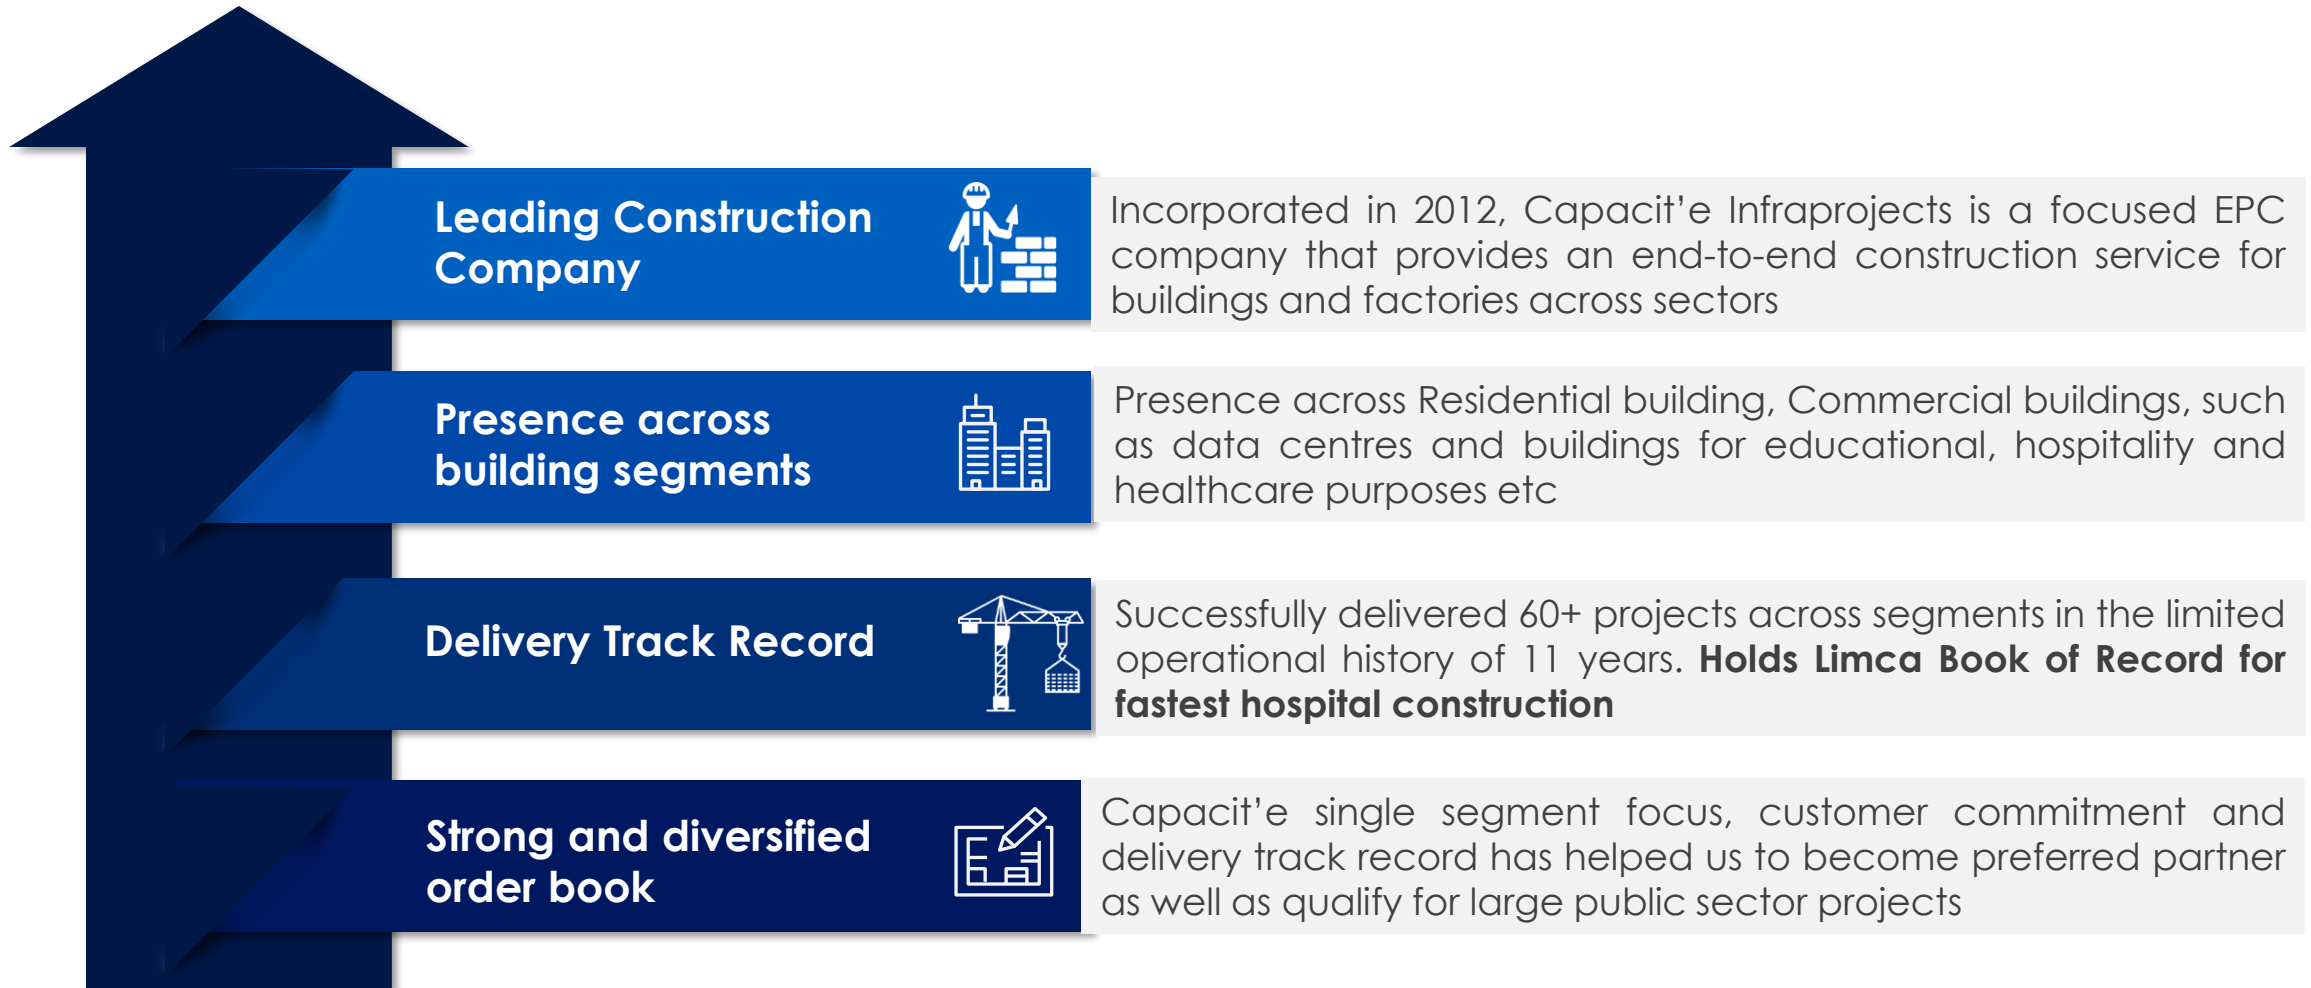 Leading Construction
Company
Incorporated in 2012, Capacit’e Infraprojects is a focused EPC
company that provides an end-to-end construction service for
buildings and factories across sectors
Presence across
building segments
Presence across Residential building, Commercial buildings, such
as data centres and buildings for educational, hospitality and
healthcare purposes etc
Delivery Track Record
Successfully delivered 60+ projects across segments in the limited
operational history of 11 years. Holds Limca Book of Record for
fastest hospital construction
Strong and diversified
order book
Capacit’e single segment focus, customer commitment and
delivery track record has helped us to become preferred partner
as well as qualify for large public sector projects